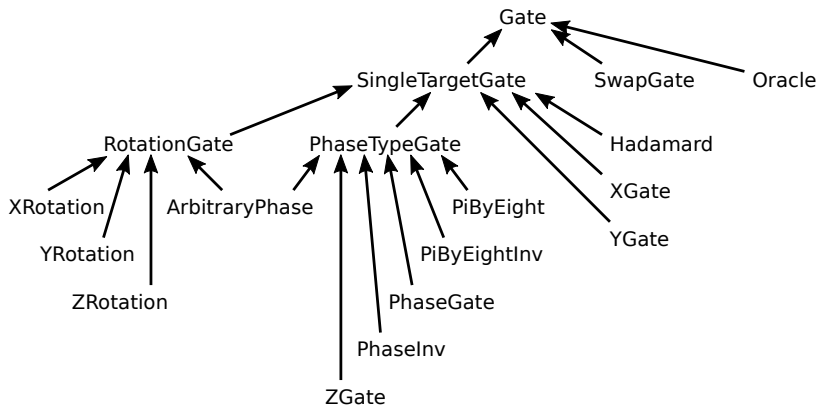 Gate
SingleTargetGate
SwapGate
Oracle
RotationGate
PhaseTypeGate
Hadamard
XGate
XRotation
ArbitraryPhase
PiByEight
YGate
YRotation
PiByEightInv
ZRotation
PhaseGate
PhaseInv
ZGate